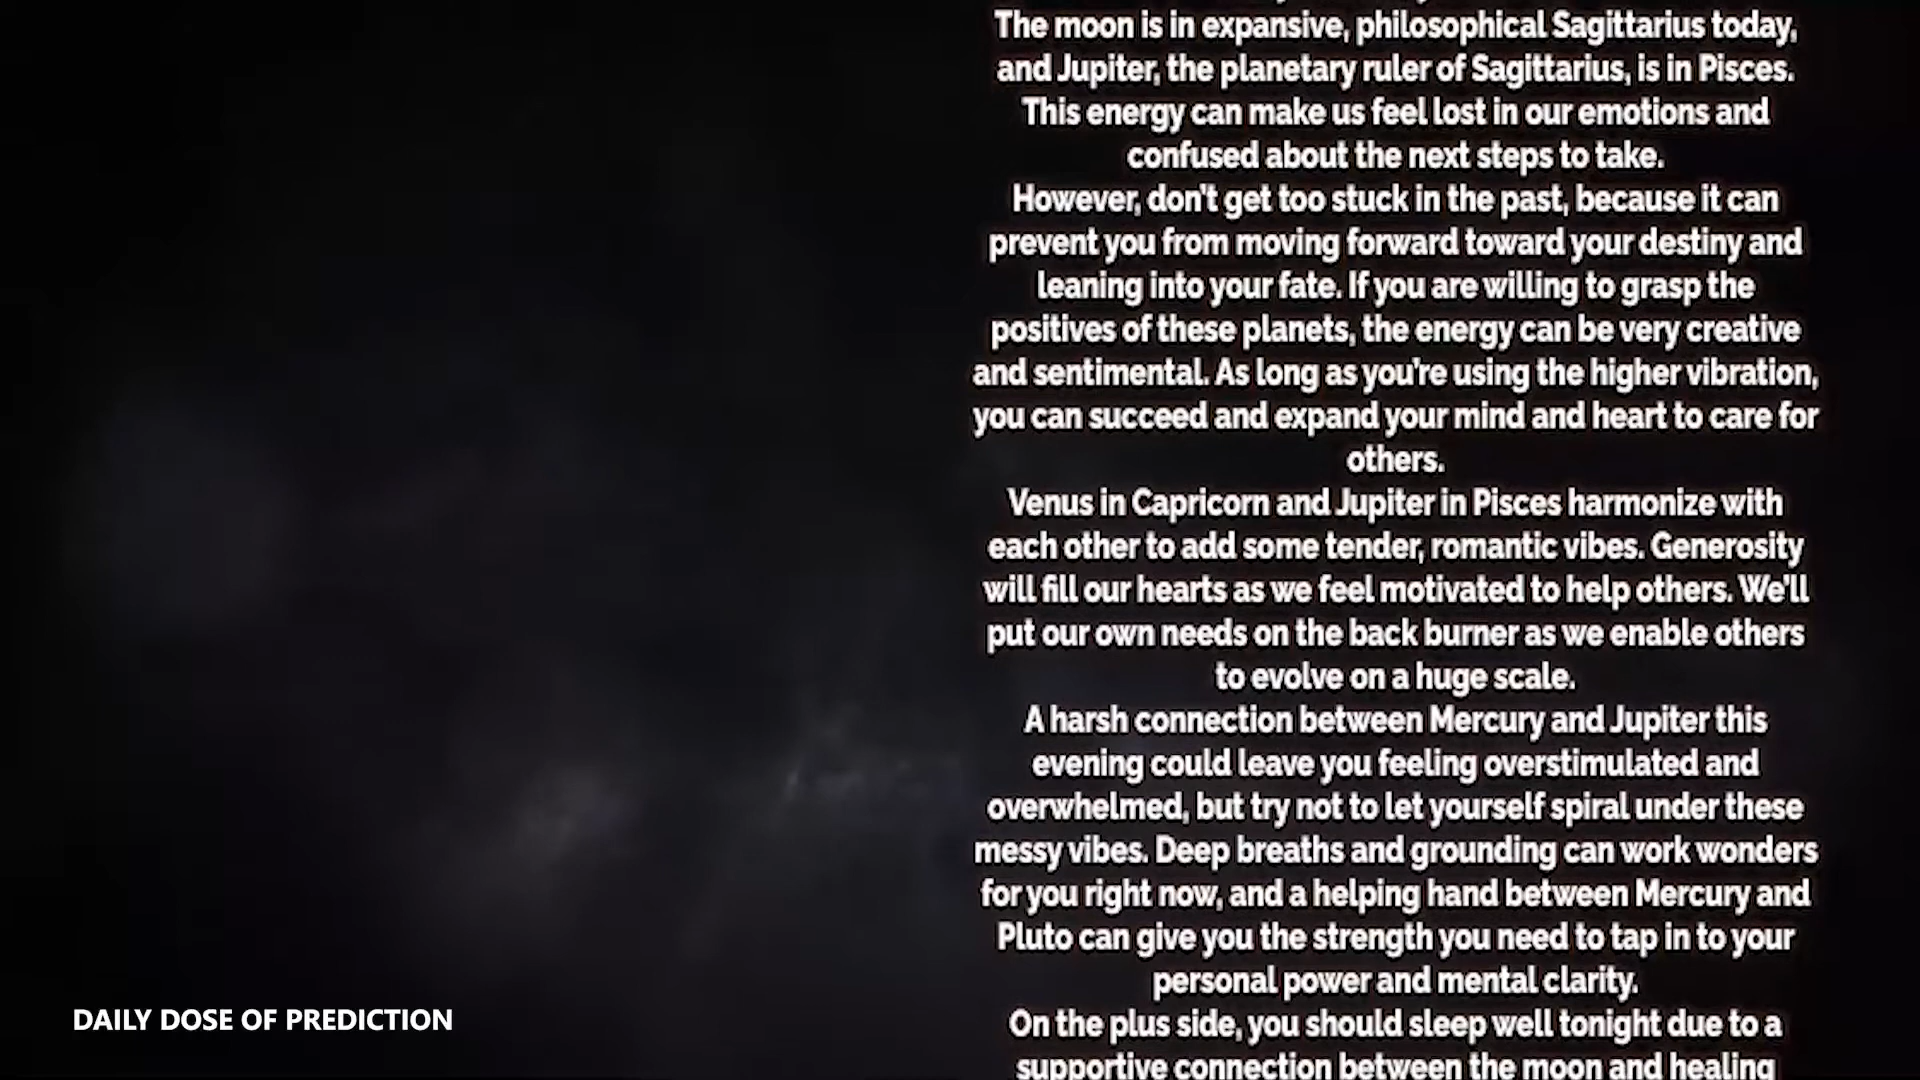 The moon is in expansive, philosophical Sagittarius today,
and Jupiter, the planetary ruler of Sagittarius, is in Pisces.
This energy can make us feel lost in our emotions and
confused about the next steps to take.
However, don't get too stuck in the past, because it can
prevent you from moving forward toward your destiny and
leaning into your fate. If you are willing to grasp the
positives of these planets, the energy can be very creative
and sentimental. As long as you're using the higher vibration,
you can succeed and expand your mind and heart to care for
others.
Venus in Capricorn and Jupiter in Pisces harmonize with
each other to add some tender, romantic vibes. Generosity
will fill our hearts as we feel motivated to help others. We'll
put our own needs on the back burner as we enable others
to evolve on a huge scale.
A harsh connection between Mercury and Jupiter this
evening could leave you feeling overstimulated and
overwhelmed, but try not to let yourself spiral under these
messy vibes. Deep breaths and grounding can work wonders
for you right now, and a helping hand between Mercury and
Pluto can give you the strength you need to tap in to your
personal power and mental clarity.
On the plus side, you should sleep well tonight due to a
supportive connection between the moon and healing
DAILY DOSE OF PREDICTION